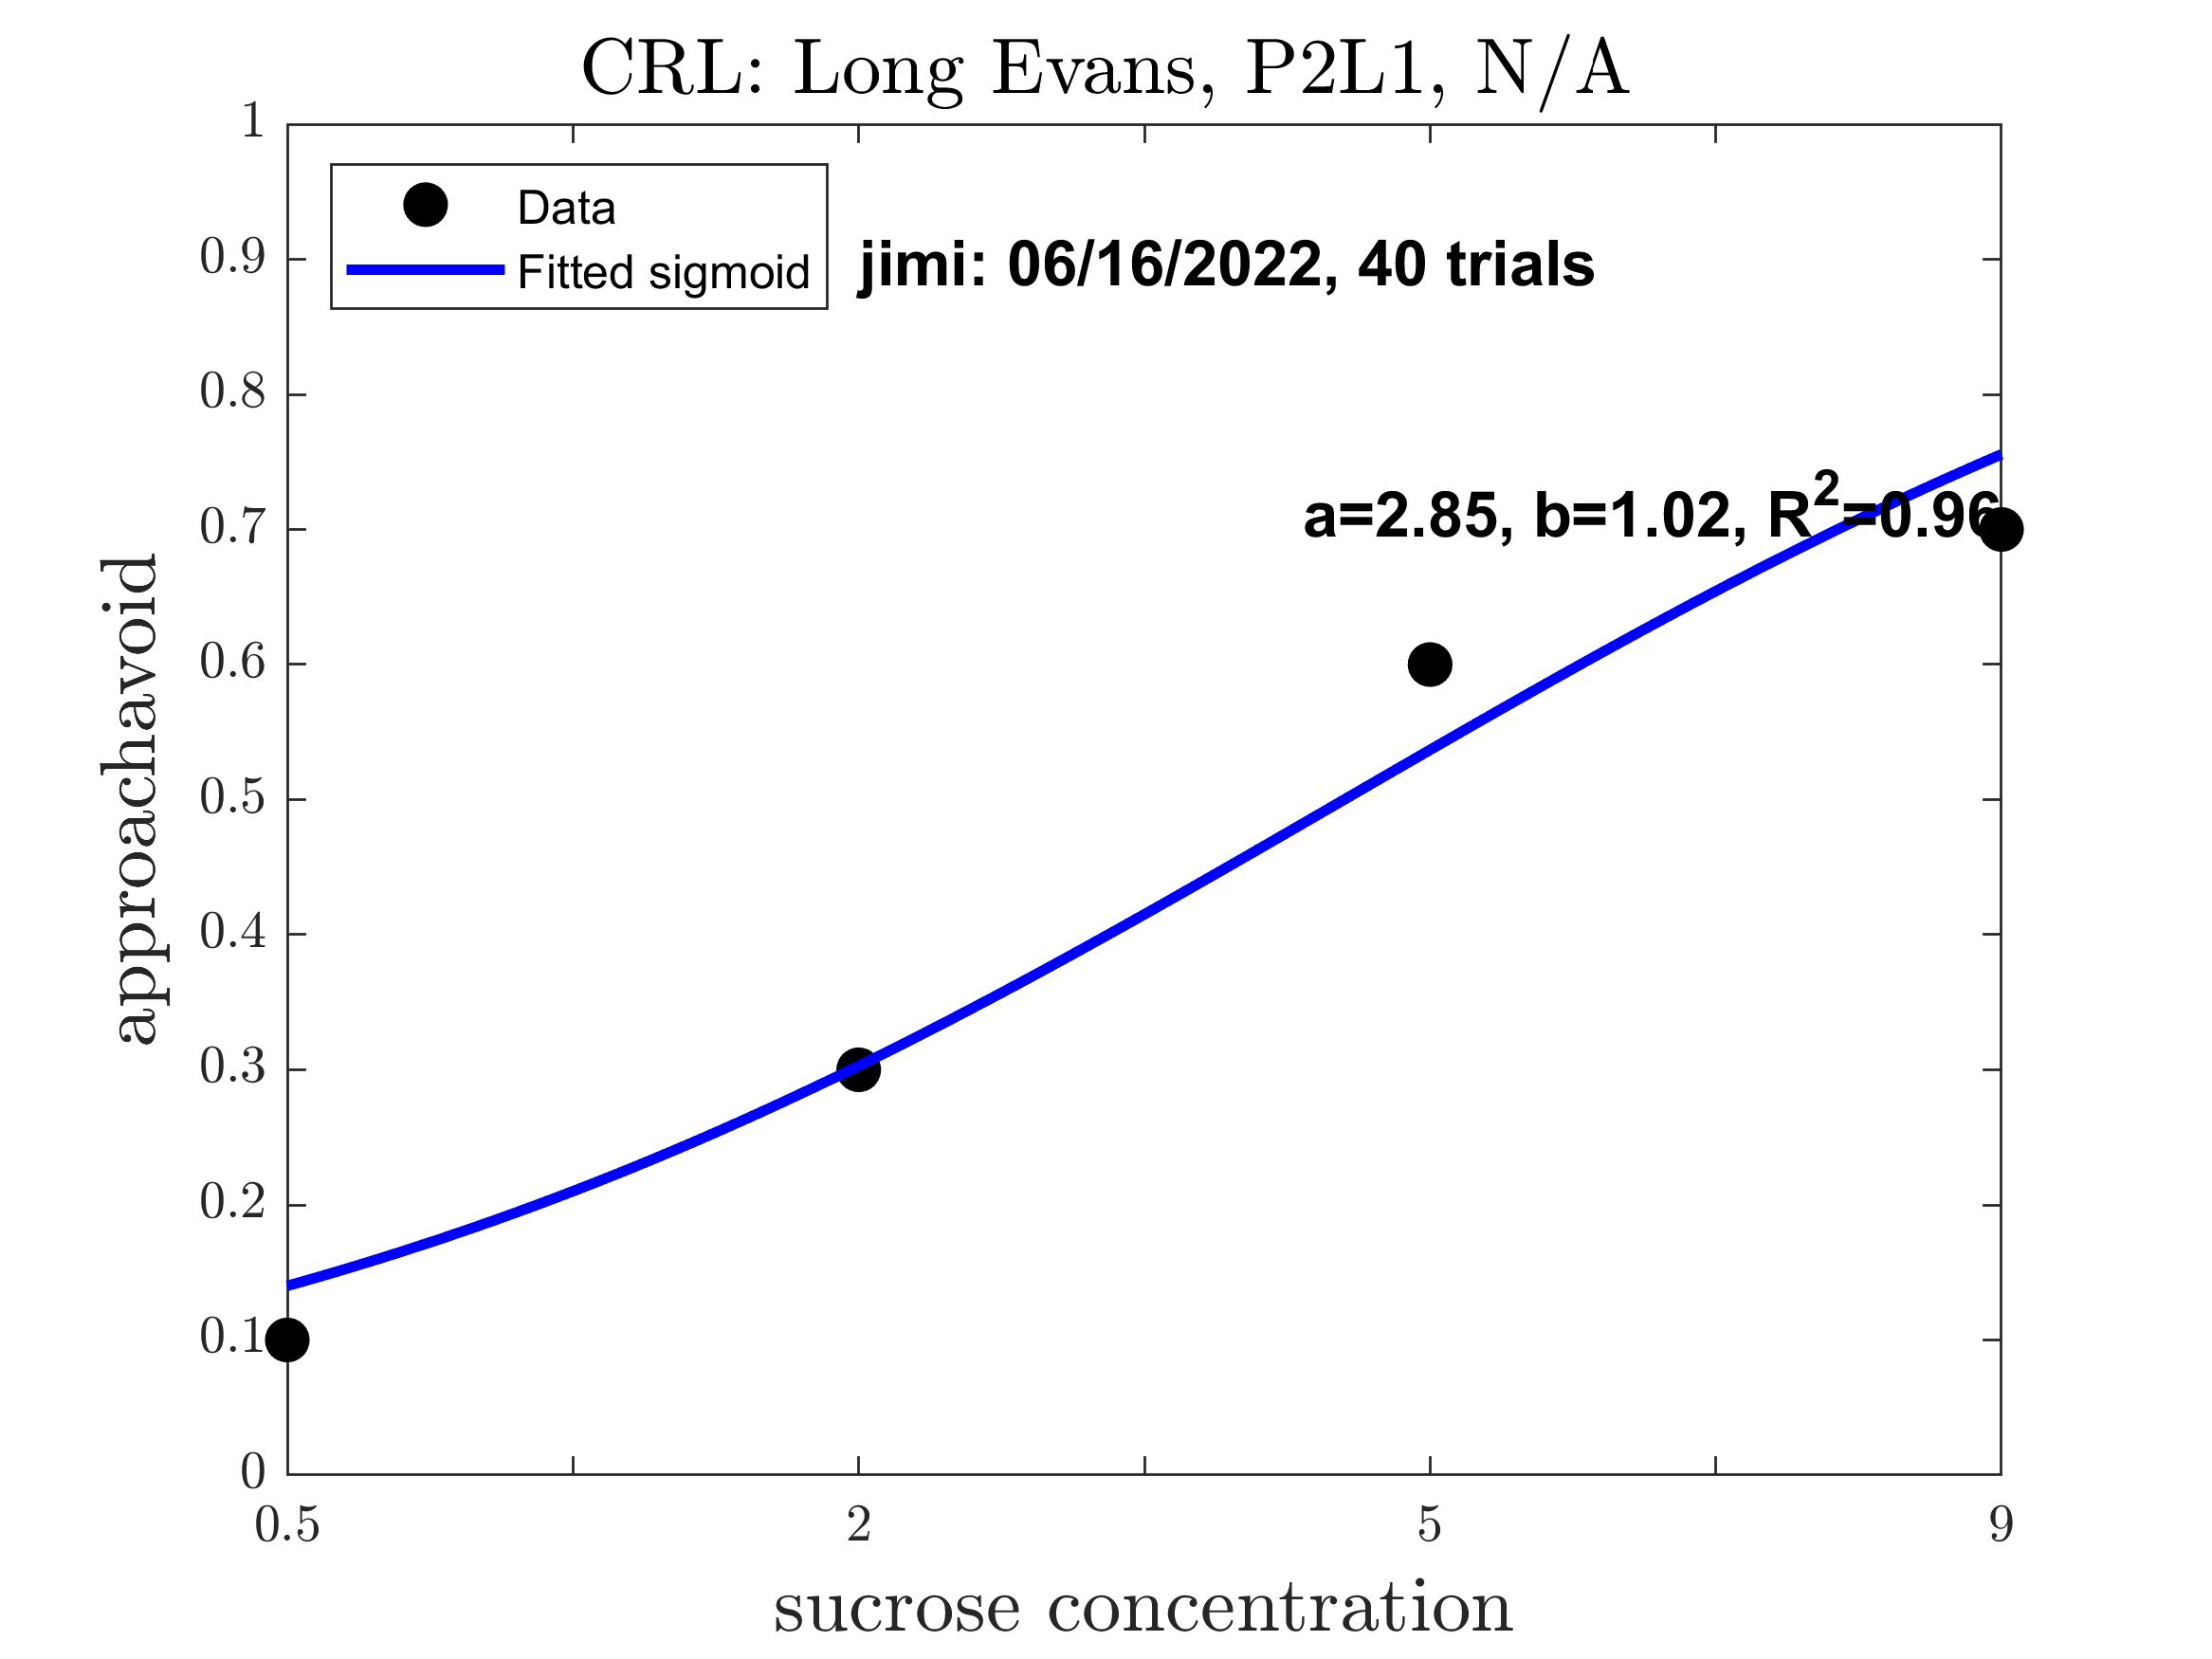 CRL: Long Evans, P2L1, N/A
1
Data
Fitted sigmoid
jimi: 06/16/2022, 40 trials
0.9
0.8
a=2.85, b=1.02, R²=0.96
0.7
0.6
0.5
0.4
0.3
0.2
0.1
0
approachavoid
0.5 2 5 9
sucrose concentration